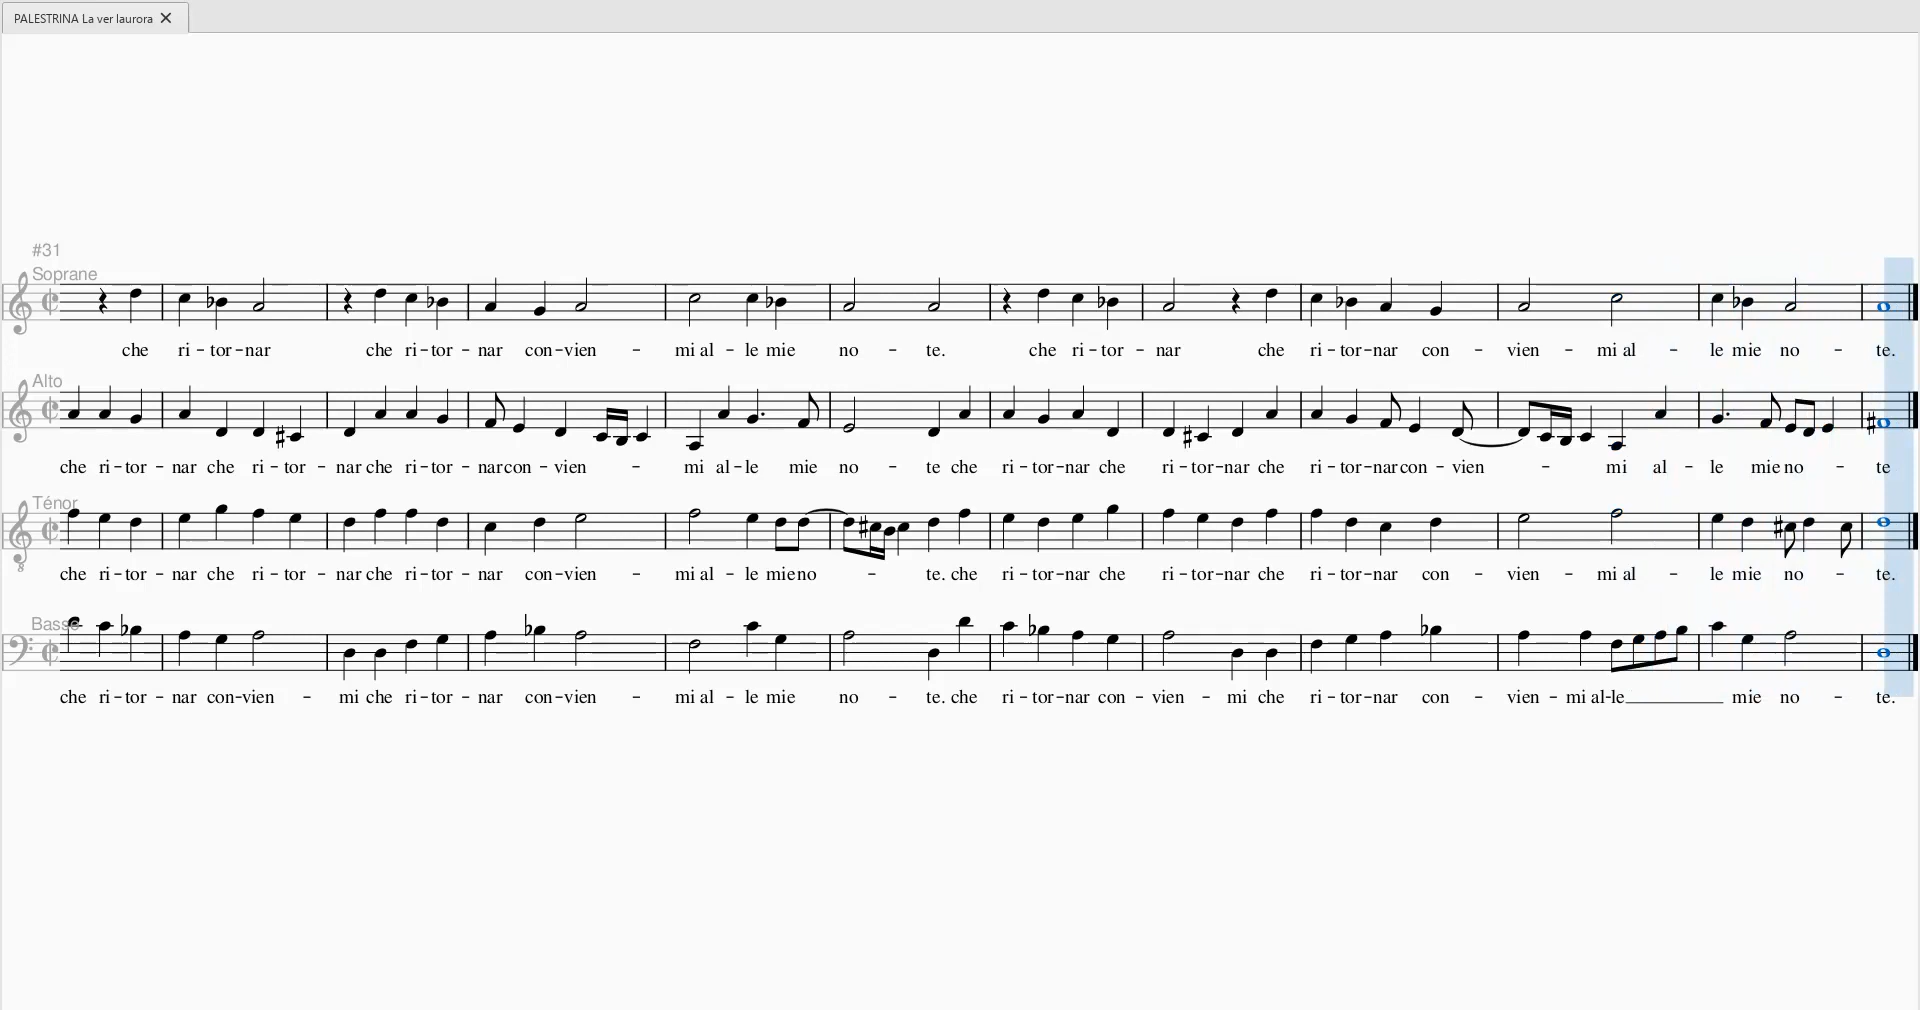 PALESTRINA La ver laurora
#31
Soprane
che ri - tor - nar che ri - tor - nar con - vien - mi al - le mie no - te. che ri - tor - nar che ri - tor - nar con - vien - mi al - le mie no - te.
Alto
che ri - tor - nar che ri - tor - nar che ri - tor - nar con - vien - - mi al - le mie no - te che ri - tor - nar che ri - tor - nar che ri - tor - nar con - vien - mi al - le mie no - te
Ténor
che ri - tor - nar che ri - tor - nar che ri - tor - nar con - vien - mi al - le mie no - te. che ri - tor - nar che ri - tor - nar che ri - tor - nar con - vien - mi al - le mie no - te.
Basse
che ri - tor - nar con - vien - mi che ri - tor - nar con - vien - mi al - le mie no - te. che ri - tor - nar con - vien - mi che ri - tor - nar con - vien - mi al - le mie no - te.